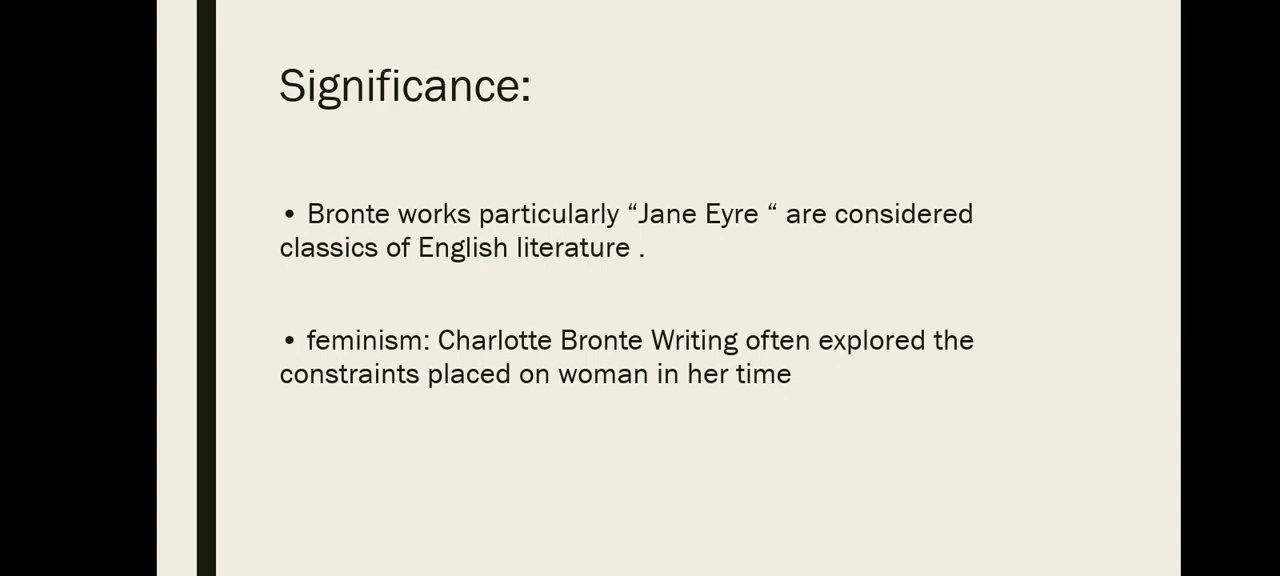 Significance:
• Bronte works particularly “Jane Eyre “ are considered
classics of English literature .
• feminism: Charlotte Bronte Writing often explored the
constraints placed on woman in her time